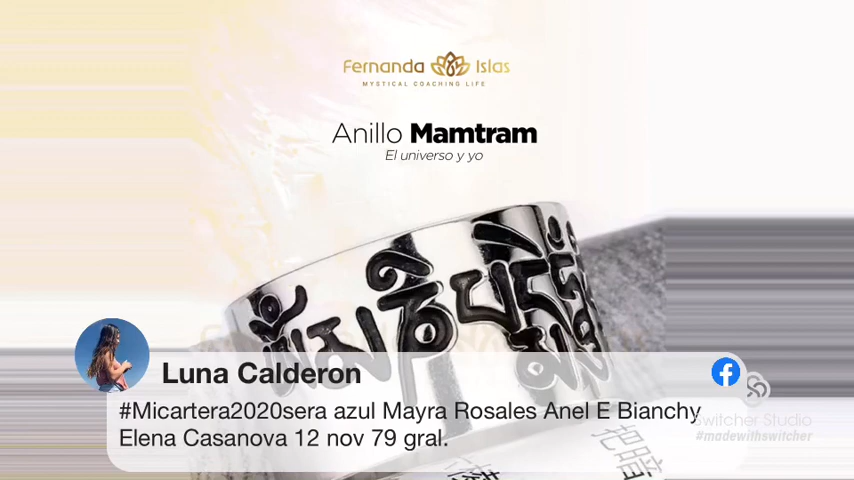 Fernanda Islas
MYSTICAL COACHING LIFE
Anillo Mamtram
El universo y yo
Luna Calderon
#Micartera2020sera azul Mayra Rosales Anel E Bianchy
Elena Casanova 12 nov 79 gral.
Switcher Studio
#madewithswitcher